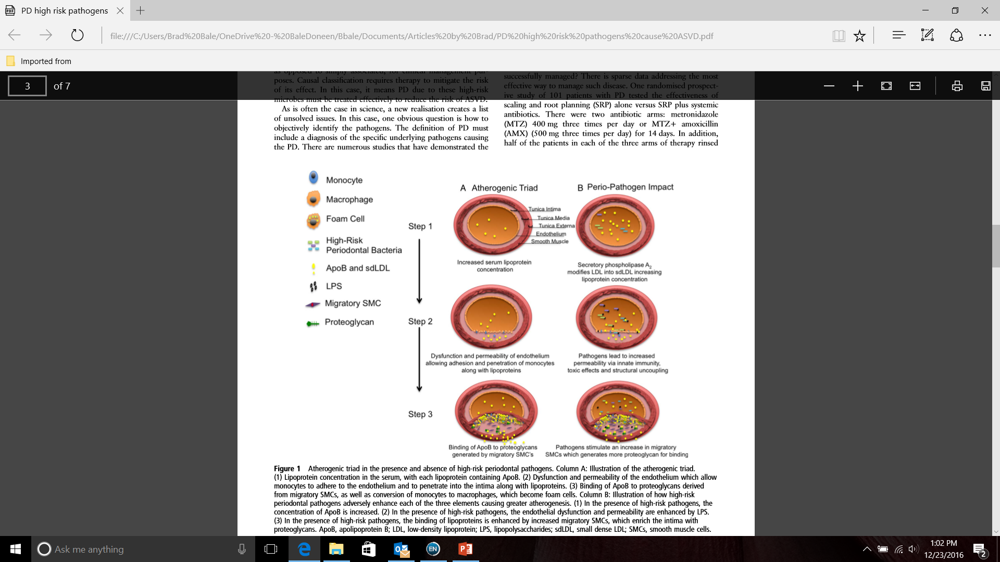 PD high risk pathogens
file:///C:/Users/Brad%20Bale/OneDrive%20-%20BaleDoneen/Bbale/Documents/Articles%20by%20Brad/PD%20high%20risk%20pathogens%20cause%20ASVD.pdf
Imported from
3 of 7
as opposed to simply associated, for clinical management pur-
poses. Causal classification requires therapy to mitigate the risk
of its effect. In this case, it means PD due to these high-risk
microbes must be treated effectively to reduce the risk of ASVD.
As is often the case in science, a new realisation creates a list
of unsolved issues. In this case, one obvious question is how to
objectively identify the pathogens. The definition of PD must
include a diagnosis of the specific underlying pathogens causing
the PD. There are numerous studies that have demonstrated the
successfully managed? There is sparse data addressing the most
effective way to manage such disease. One randomised prospect-
ive study of 101 patients with PD tested the effectiveness of
scaling and root planning (SRP) alone versus SRP plus systemic
antibiotics. There were two antibiotic arms: metronidazole
(MTZ) 400 mg three times per day or MTZ+ amoxicillin
(AMX) (500 mg three times per day) for 14 days. In addition,
half of the patients in each of the three arms of therapy rinsed
Monocyte
Macrophage
Foam Cell
High-Risk
Periodontal Bacteria
ApoB and sdLDL
LPS
Migratory SMC
Proteoglycan
Step 1
Step 2
Step 3
A Atherogenic Triad
Tunica Intima
Tunica Media
Tunica Externa
Endothelium
Smooth Muscle
Increased serum lipoprotein
concentration
Dysfunction and permeability of endothelium
allowing adhesion and penetration of monocytes
along with lipoproteins
Binding of ApoB to proteoglycans
generated by migratory SMC's
B Perio-Pathogen Impact
Secretory phospholipase A2
modifies LDL into sdLDL increasing
lipoprotein concentration
Pathogens lead to increased
permeability via innate immunity,
toxic effects and structural uncoupling
Pathogens stimulate an increase in migratory
SMCs which generates more proteoglycan for binding
Figure 1 Atherogenic triad in the presence and absence of high-risk periodontal pathogens. Column A: Illustration of the atherogenic triad.
(1) Lipoprotein concentration in the serum, with each lipoprotein containing ApoB. (2) Dysfunction and permeability of the endothelium which allow
monocytes to adhere to the endothelium and to penetrate into the intima along with lipoproteins. (3) Binding of ApoB to proteoglycans derived
from migratory SMCs, as well as conversion of monocytes to macrophages, which become foam cells. Column B: Illustration of how high-risk
periodontal pathogens adversely enhance each of the three elements causing greater atherogenesis. (1) In the presence of high-risk pathogens, the
concentration of ApoB is increased. (2) In the presence of high-risk pathogens, the endothelial dysfunction and permeability are enhanced by LPS.
(3) In the presence of high-risk pathogens, the binding of lipoproteins is enhanced by increased migratory SMCs, which enrich the intima with
proteoglycans. ApoB, apolipoprotein B; LDL, low-density lipoprotein; LPS, lipopolysaccharides; sdLDL, small dense LDL; SMCs, smooth muscle cells.
Ask me anything
EN
1:02 PM
12/23/2016
2